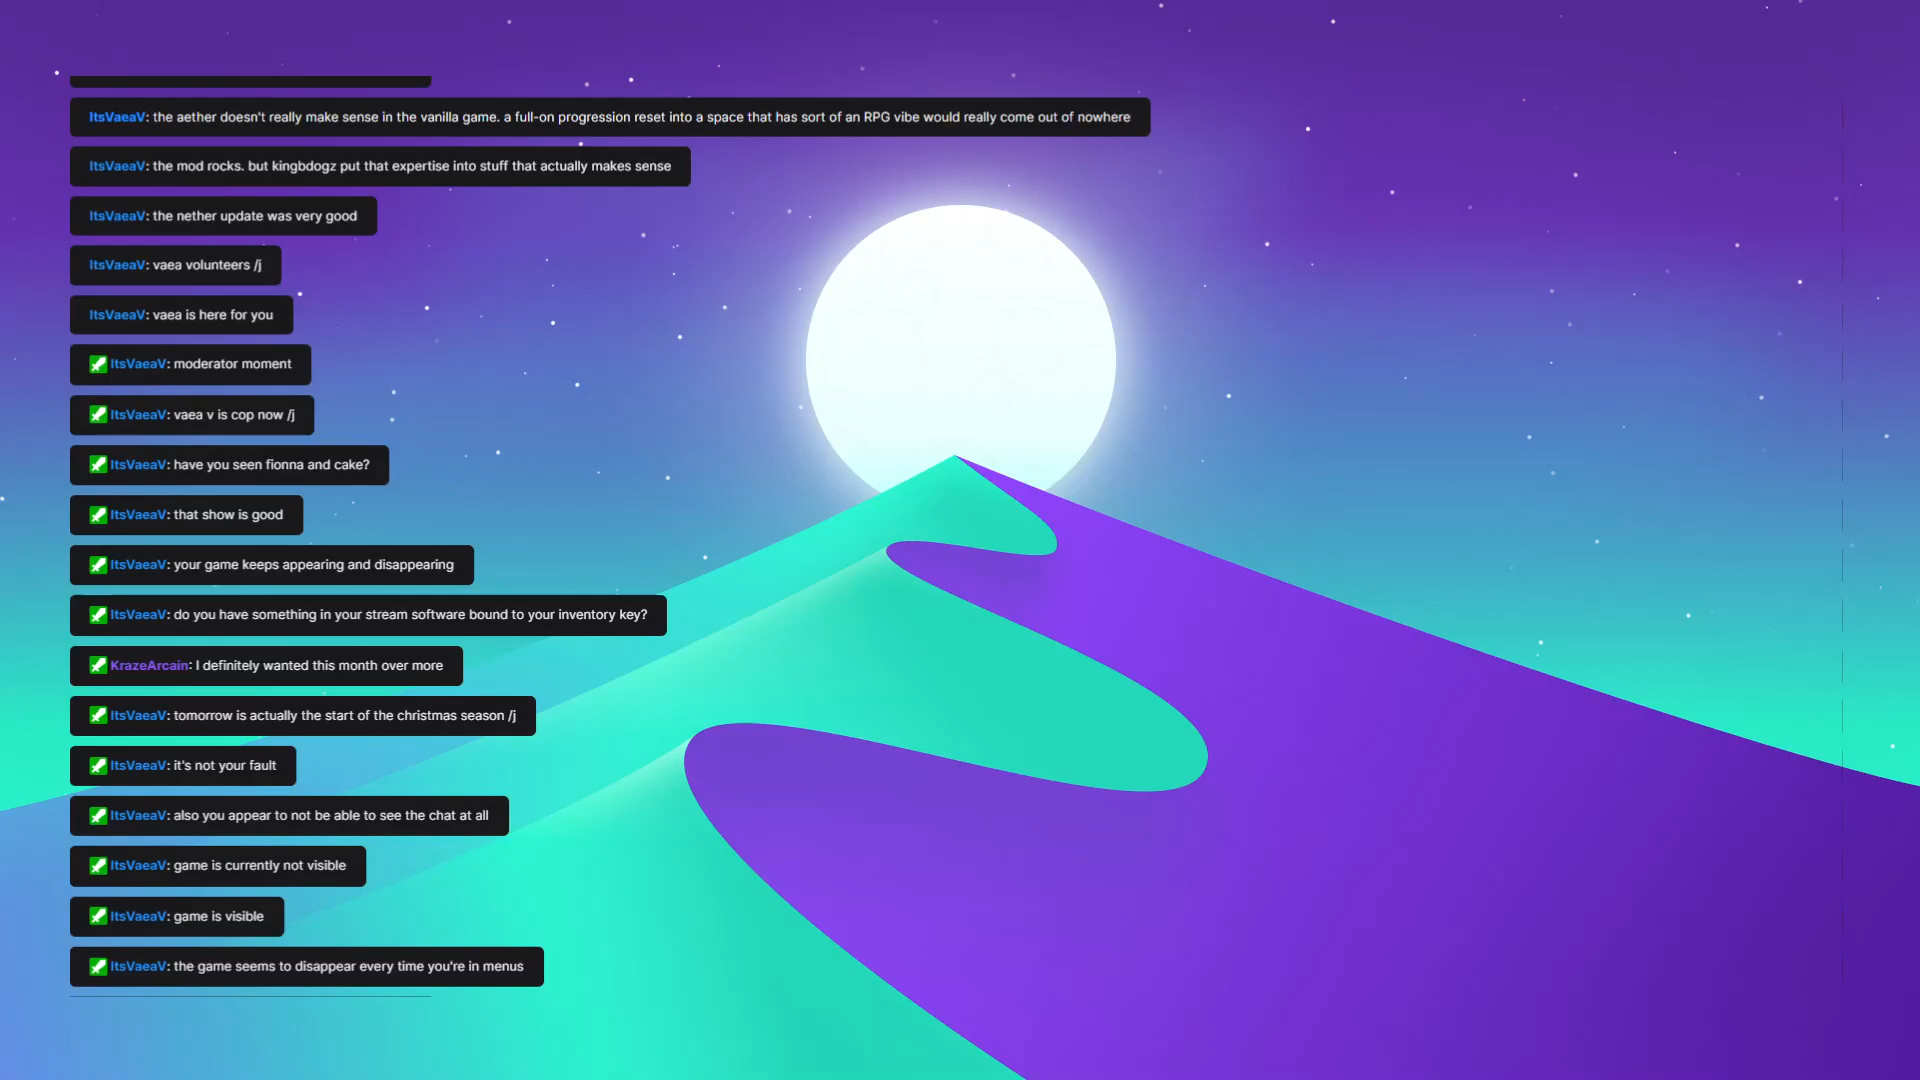 ItsVaeaV: the aether doesn't really make sense in the vanilla game. a full-on progression reset into a space that has sort of an RPG vibe would really come out of nowhere
ItsVaeaV: the mod rocks. but kingbdogz put that expertise into stuff that actually makes sense
ItsVaeaV: the nether update was very good
ItsVaeaV: vaea volunteers /j
ItsVaeaV: vaea is here for you
ItsVaeaV: moderator moment
ItsVaeaV: vaea v is cop now /j
ItsVaeaV: have you seen fionna and cake?
ItsVaeaV: that show is good
ItsVaeaV: your game keeps appearing and disappearing
ItsVaeaV: do you have something in your stream software bound to your inventory key?
KrazeArcain: I definitely wanted this month over more
ItsVaeaV: tomorrow is actually the start of the christmas season /j
ItsVaeaV: it's not your fault
ItsVaeaV: also you appear to not be able to see the chat at all
ItsVaeaV: game is currently not visible
ItsVaeaV: game is visible
ItsVaeaV: the game seems to disappear every time you're in menus